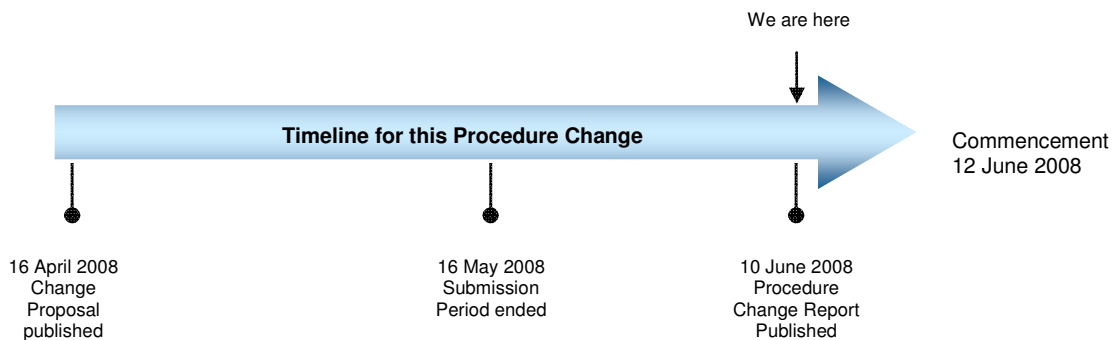 We are here
Timeline for this Procedure Change
Commencement
12 June 2008
16 April 2008
Change
Proposal
published
16 May 2008
Submission
Period ended
10 June 2008
Procedure
Change Report
Published